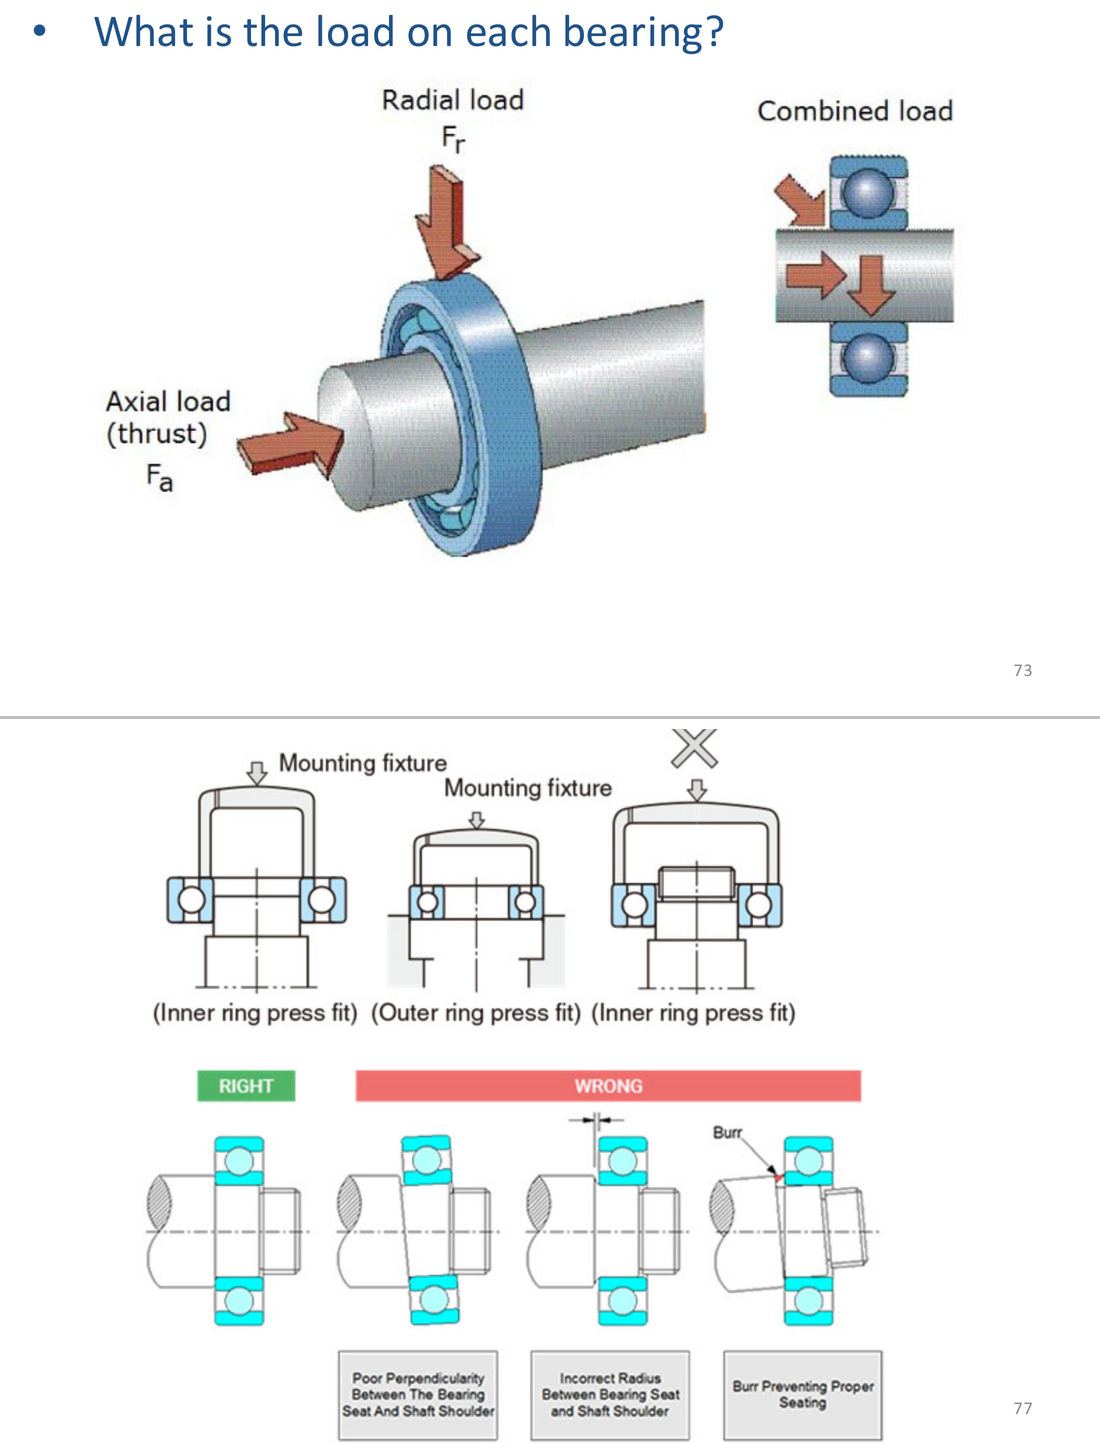 • What is the load on each bearing?
Radial load
Fr
Combined load
Axial load
(thrust)
Fa
73
Mounting fixture
Mounting fixture
(Inner ring press fit) (Outer ring press fit) (Inner ring press fit)
RIGHT
WRONG
Burr
Poor Perpendicularity
Between The Bearing
Seat And Shaft Shoulder
Incorrect Radius
Between Bearing Seat
and Shaft Shoulder
Burr Preventing Proper
Seating
77